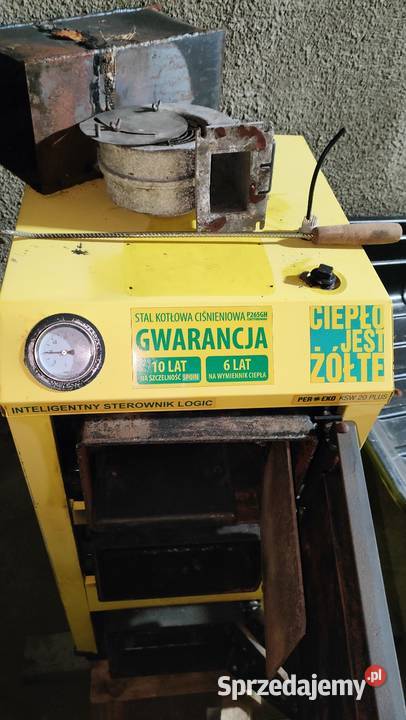 STAL KOTŁOWA CIŚNIENIOWA P265GH
GWARANCJA
10 LAT
NA SZCZELNOŚĆ SPOIN
6 LAT
NA WYMIENNIK CIEPŁA
CIEPŁO
JEST
ŻÓŁTE
INTELIGENTNY STEROWNIK LOGIC
PER EKO KSW 20 PLUS
Sprzedajemy.pl